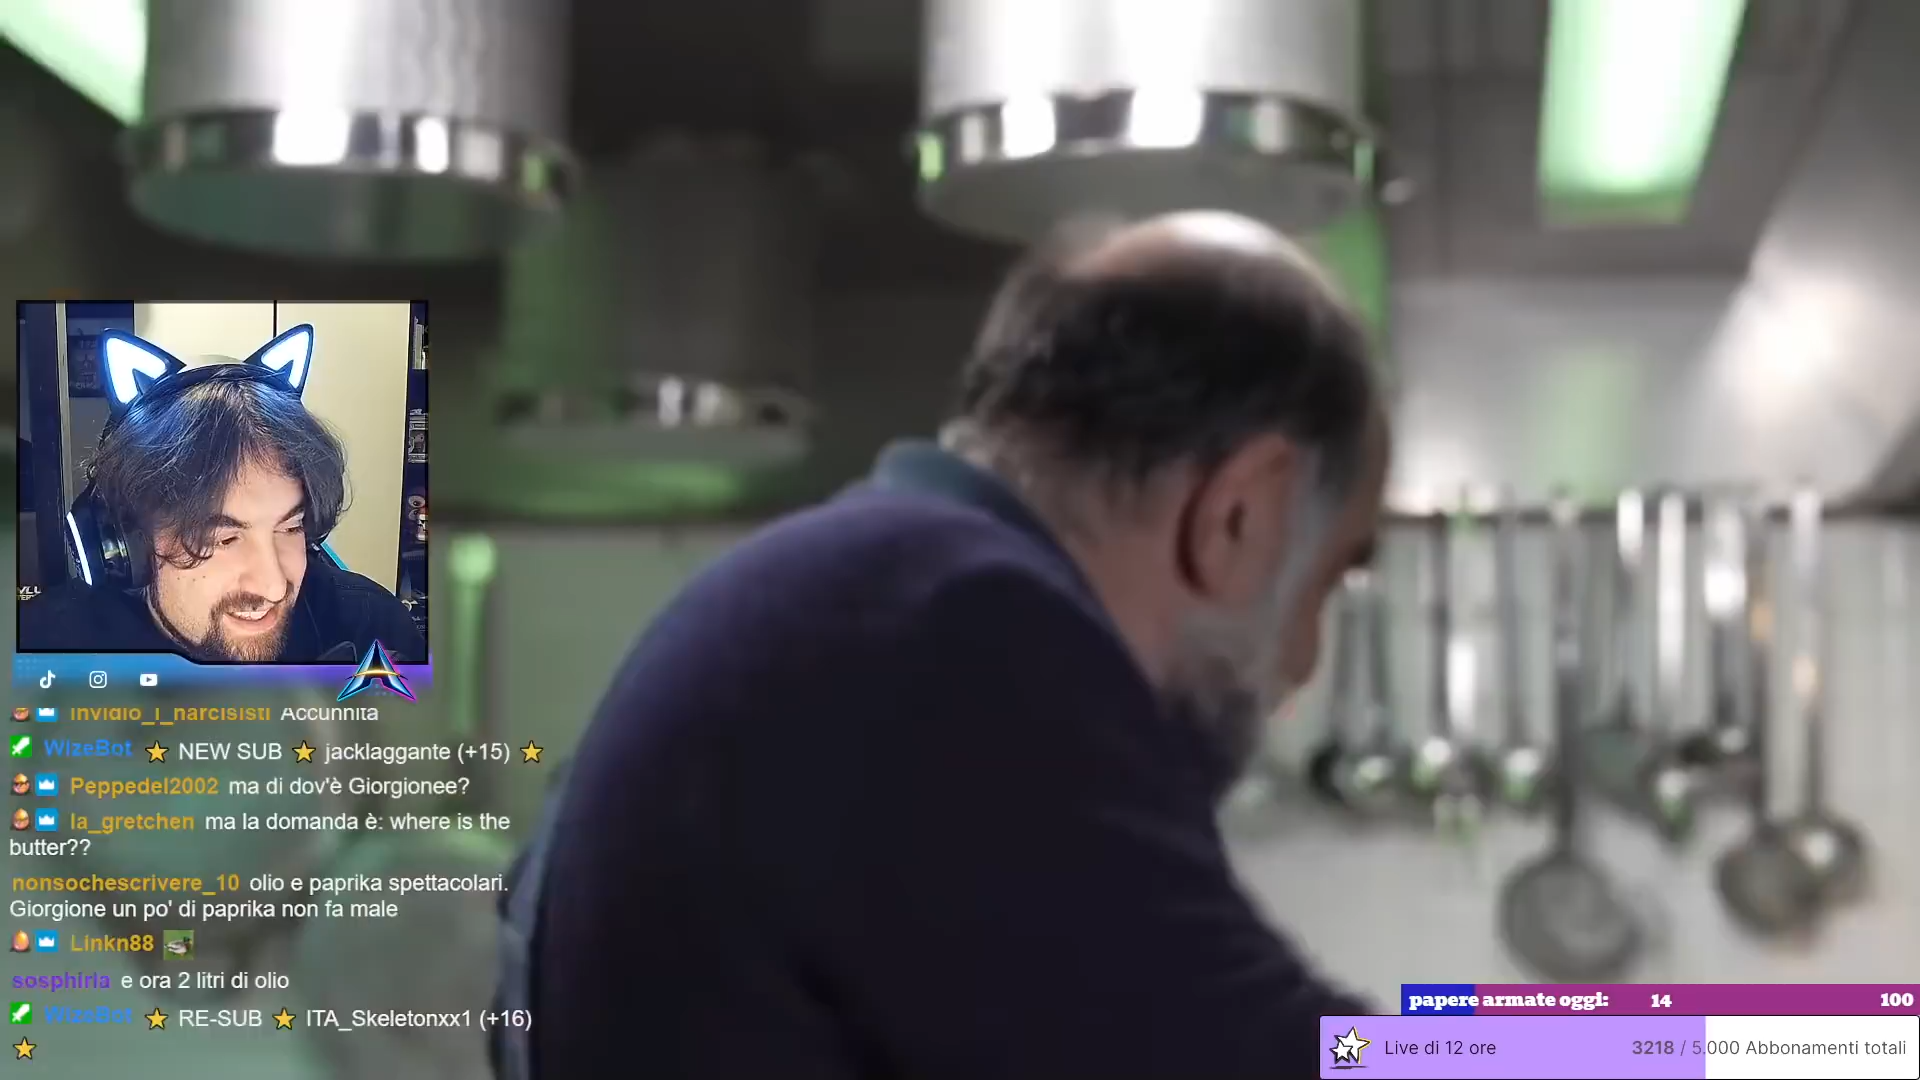 invidio_i_narcisisti Accunnita
WizeBot ⭐ NEW SUB ⭐ jacklaggante (+15) ⭐
Peppedel2002 ma di dov'è Giorgionee?
la_gretchen ma la domanda è: where is the
butter??
nonsochescrivere_10 olio e paprika spettacolari.
Giorgione un po' di paprika non fa male
Linkn88
sosphiria e ora 2 litri di olio
WizeBot ⭐ RE-SUB ⭐ ITA_Skeletonxx1 (+16)
⭐
papere armate oggi: 14 100
Live di 12 ore 3218 / 5.000 Abbonamenti totali